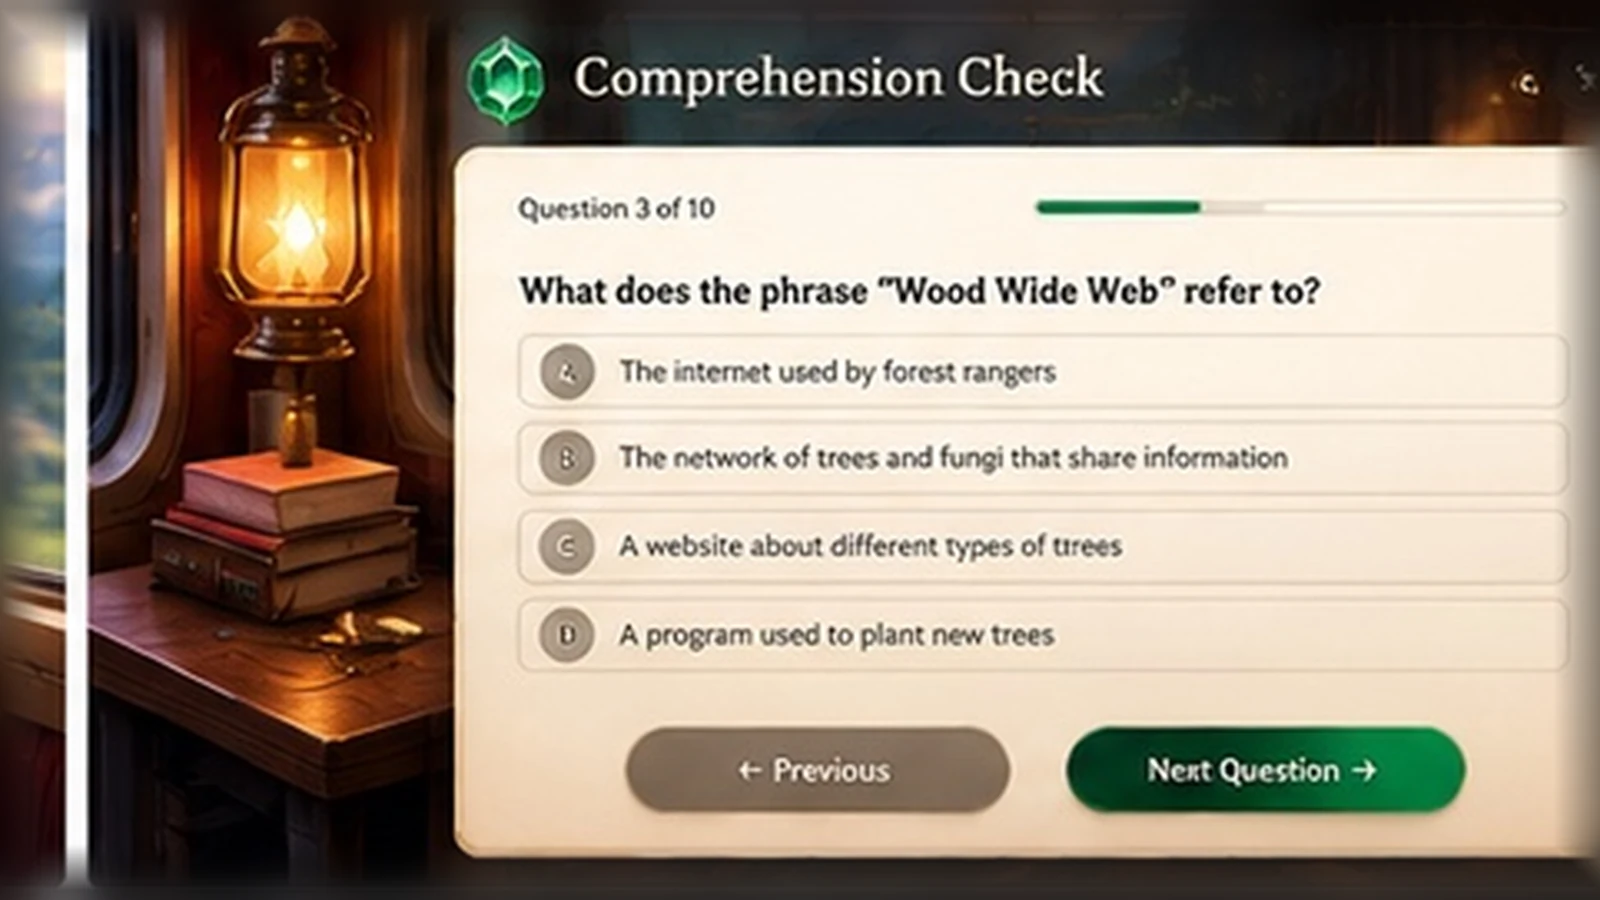 Comprehension Check
Question 3 of 10
What does the phrase "Wood Wide Web" refer to?
A The internet used by forest rangers
B The network of trees and fungi that share information
C A website about different types of ttrees
D A program used to plant new trees
← Previous
Next Question →